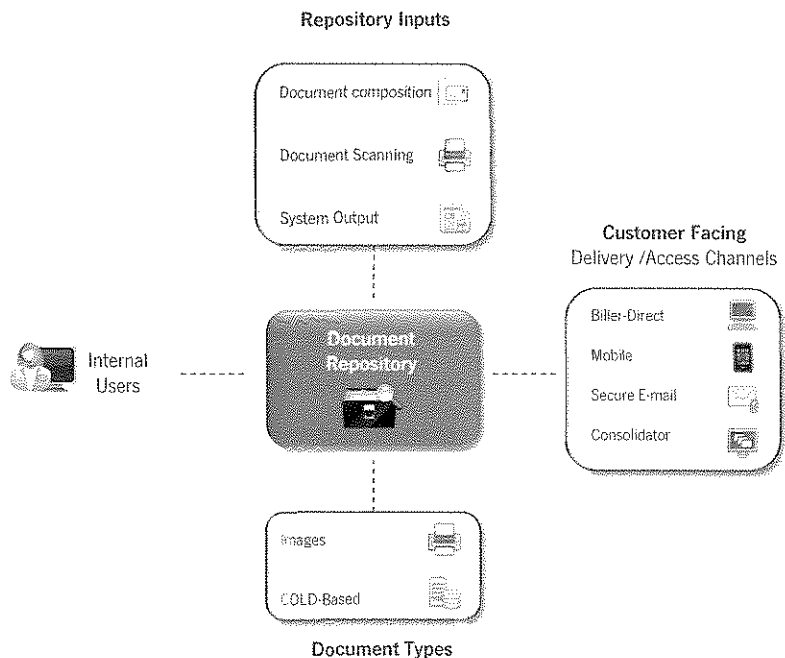 Repository Inputs
Document composition
Document Scanning
System Output
Customer Facing
Delivery /Access Channels
Biller-Direct
Mobile
Secure E-mail
Consolidator
Document
Repository
Internal
Users
Images
COLD-Based
Document Types